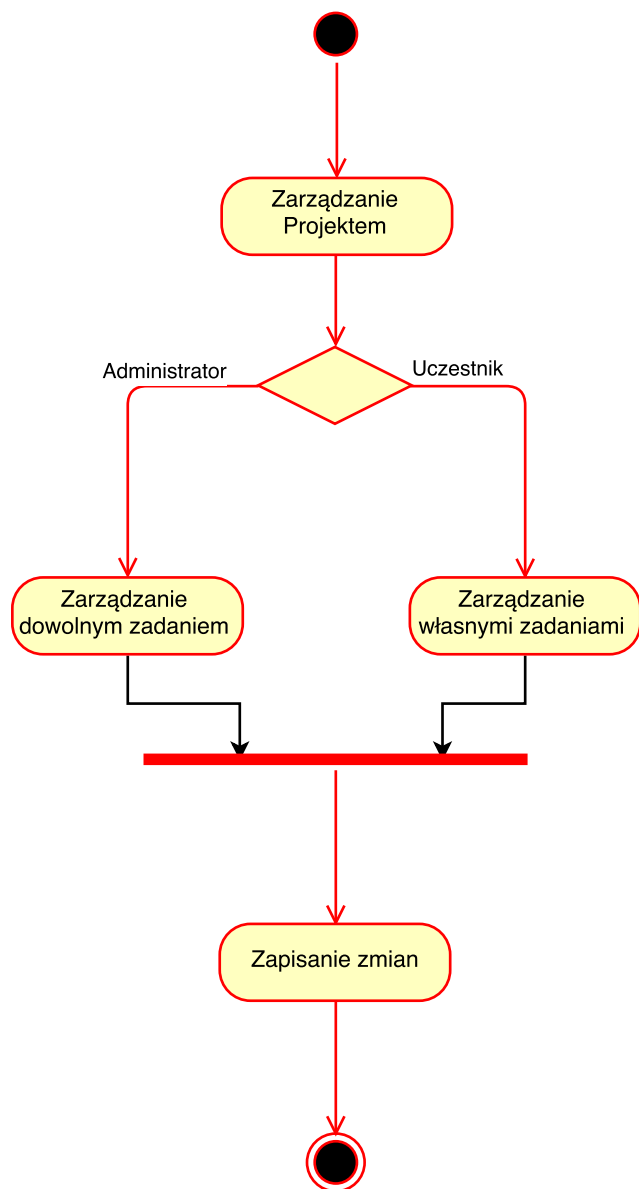 Zarządzanie
Projektem
Administrator
Uczestnik
Zarządzanie
dowolnym zadaniem
Zarządzanie
własnymi zadaniami
Zapisanie zmian